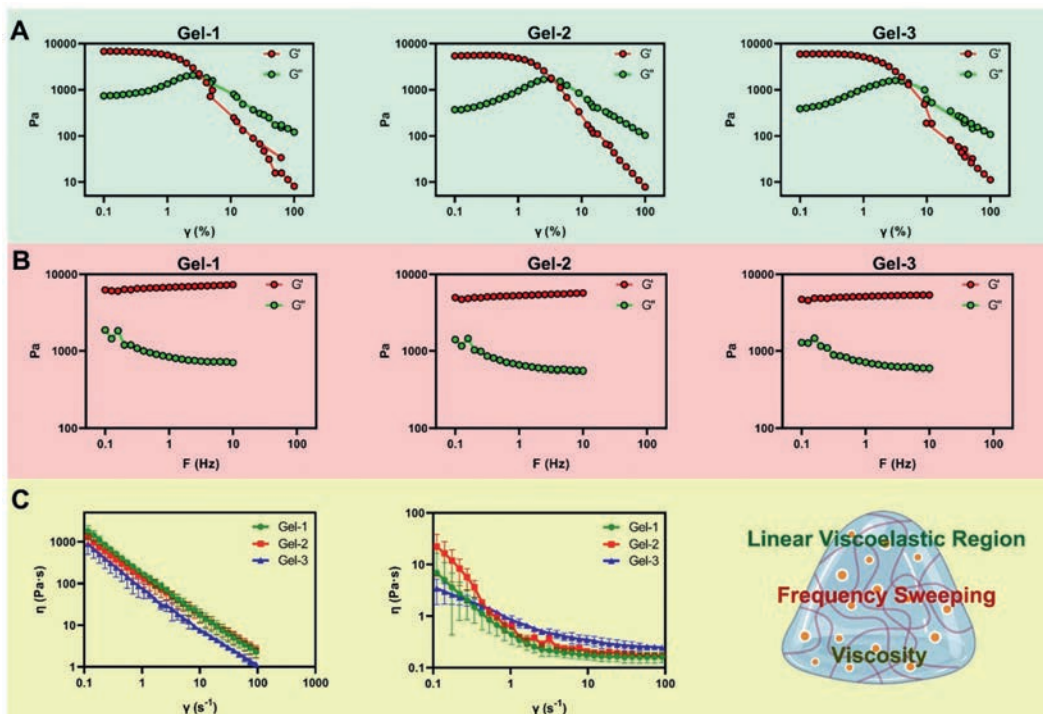 A
Gel-1
Gel-2
Gel-3
10000
1000
100
10
Pa
G'
G"
0.1
1
10
100
γ (%)
10000
1000
100
10
Pa
G'
G"
0.1
1
10
100
γ (%)
10000
1000
100
10
Pa
G'
G"
0.1
1
10
100
γ (%)
B
Gel-1
Gel-2
Gel-3
10000
1000
100
Pa
G'
G"
0.1
1
10
100
F (Hz)
10000
1000
100
Pa
G'
G"
0.1
1
10
100
F (Hz)
10000
1000
100
Pa
G'
G"
0.1
1
10
100
F (Hz)
C
1000
100
10
1
η (Pa·s)
Gel-1
Gel-2
Gel-3
0.1
1
10
100
1000
γ (s⁻¹)
100
10
1
0.1
η (Pa·s)
Gel-1
Gel-2
Gel-3
0.1
1
10
100
γ (s⁻¹)
Linear Viscoelastic Region
Frequency Sweeping
Viscosity